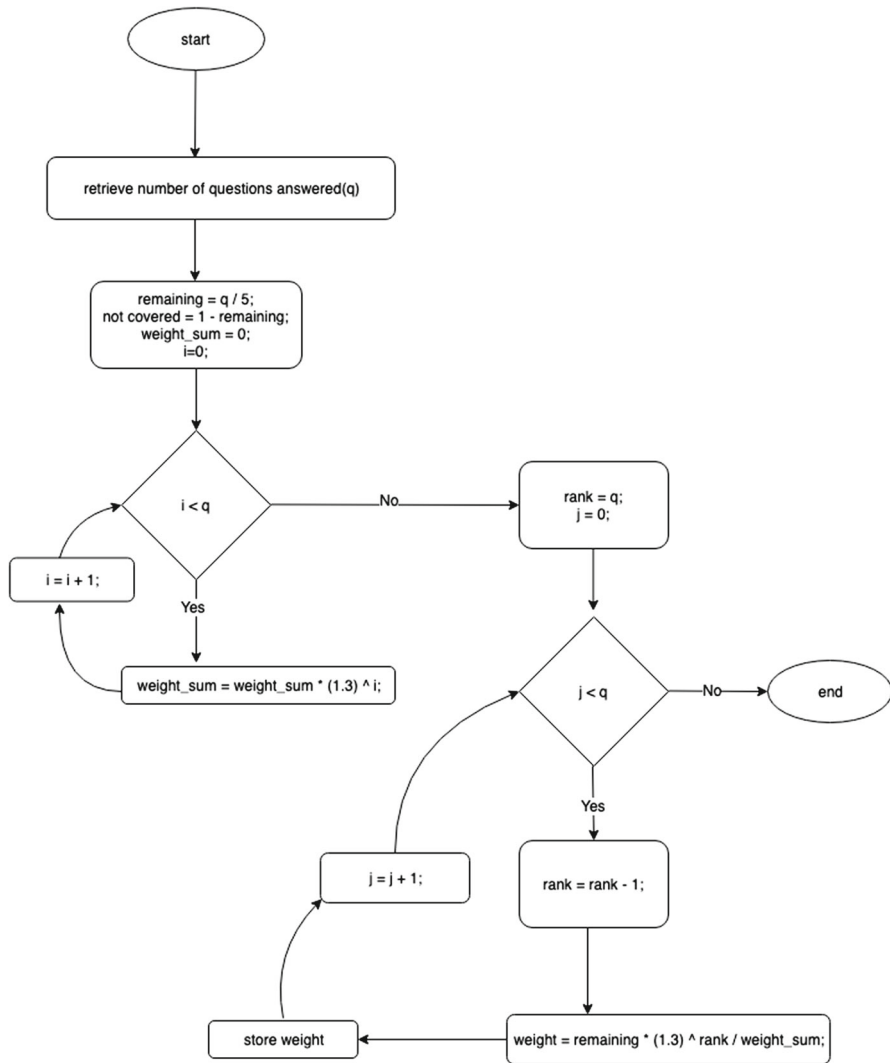 start
retrieve number of questions answered(q)
remaining = q / 5;
not covered = 1 - remaining;
weight_sum = 0;
i=0;
i < q
No
rank = q;
j = 0;
i = i + 1;
Yes
weight_sum = weight_sum * (1.3) ^ i;
j < q
No
end
Yes
j = j + 1;
rank = rank - 1;
store weight
weight = remaining * (1.3) ^ rank / weight_sum;